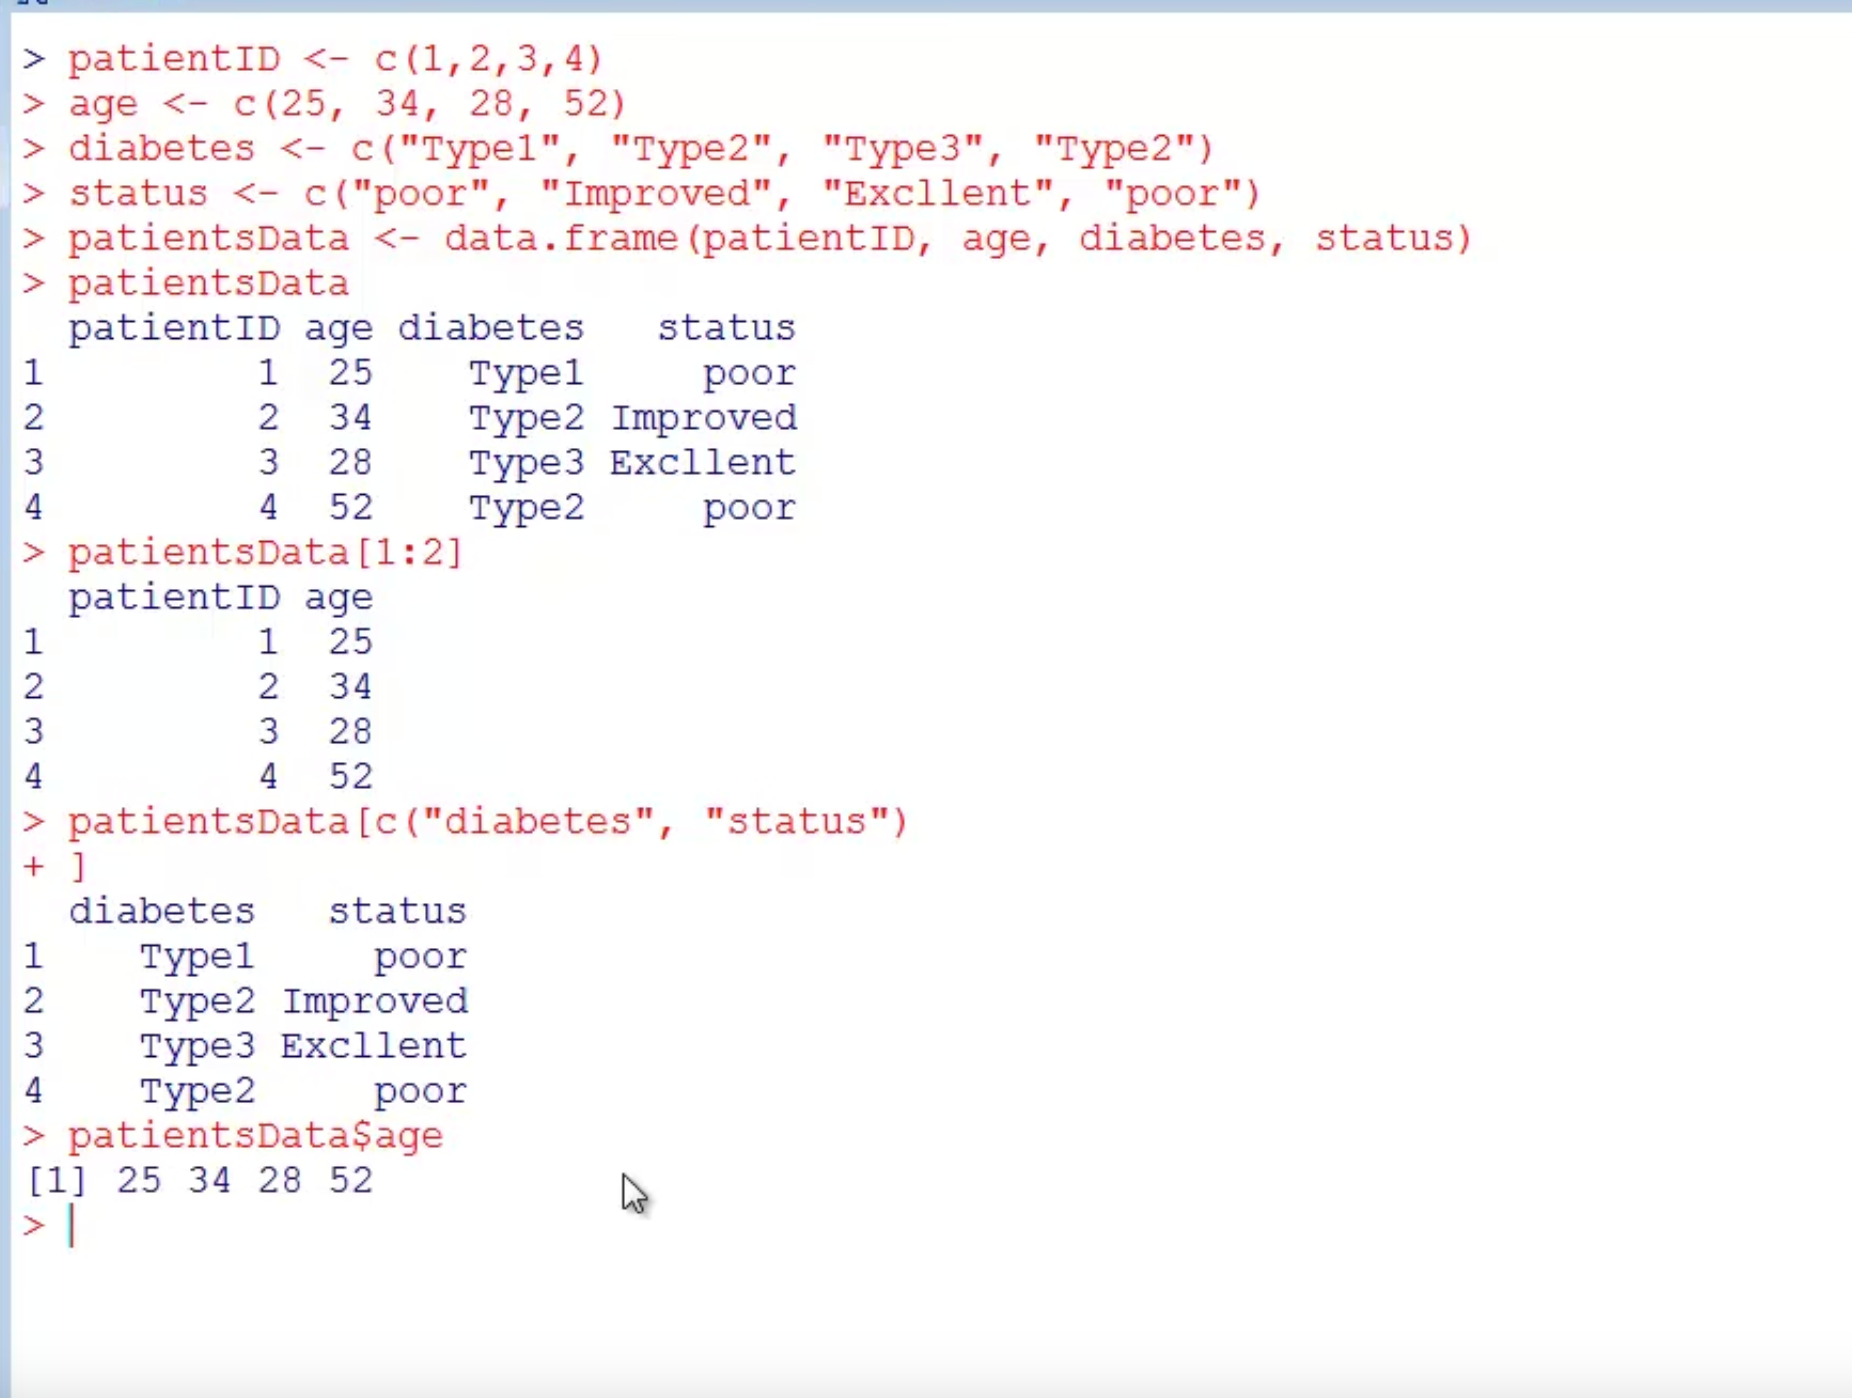 > patientID <- c(1,2,3,4)
> age <- c(25, 34, 28, 52)
> diabetes <- c("Type1", "Type2", "Type3", "Type2")
> status <- c("poor", "Improved", "Excllent", "poor")
> patientsData <- data.frame(patientID, age, diabetes, status)
> patientsData
  patientID age diabetes   status
1         1  25    Type1     poor
2         2  34    Type2 Improved
3         3  28    Type3 Excllent
4         4  52    Type2     poor
> patientsData[1:2]
  patientID age
1         1  25
2         2  34
3         3  28
4         4  52
> patientsData[c("diabetes", "status")
+ ]
  diabetes   status
1    Type1     poor
2    Type2 Improved
3    Type3 Excllent
4    Type2     poor
> patientsData$age
[1] 25 34 28 52
>